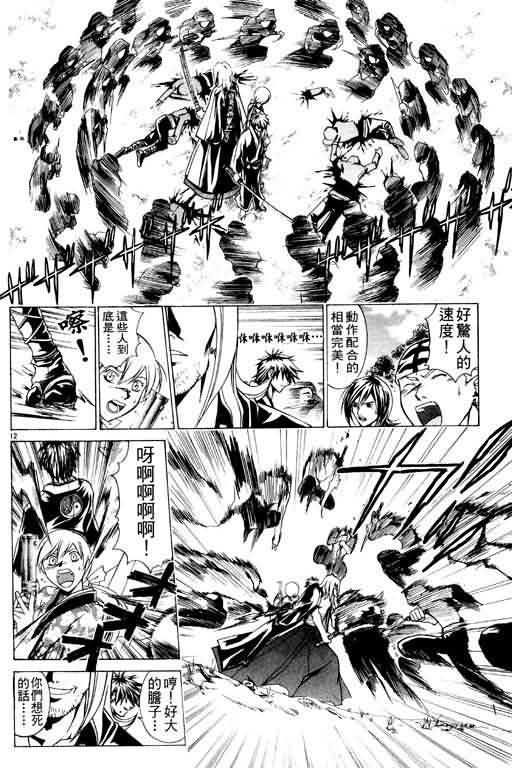 好驚人的
速度！
動作配合的
相當完美！
咻咻咻咻咻咻…
這些人到
底是……
嚓！
12
呀啊啊啊啊！
哼！好大
的膽子…
你們想死
的話……